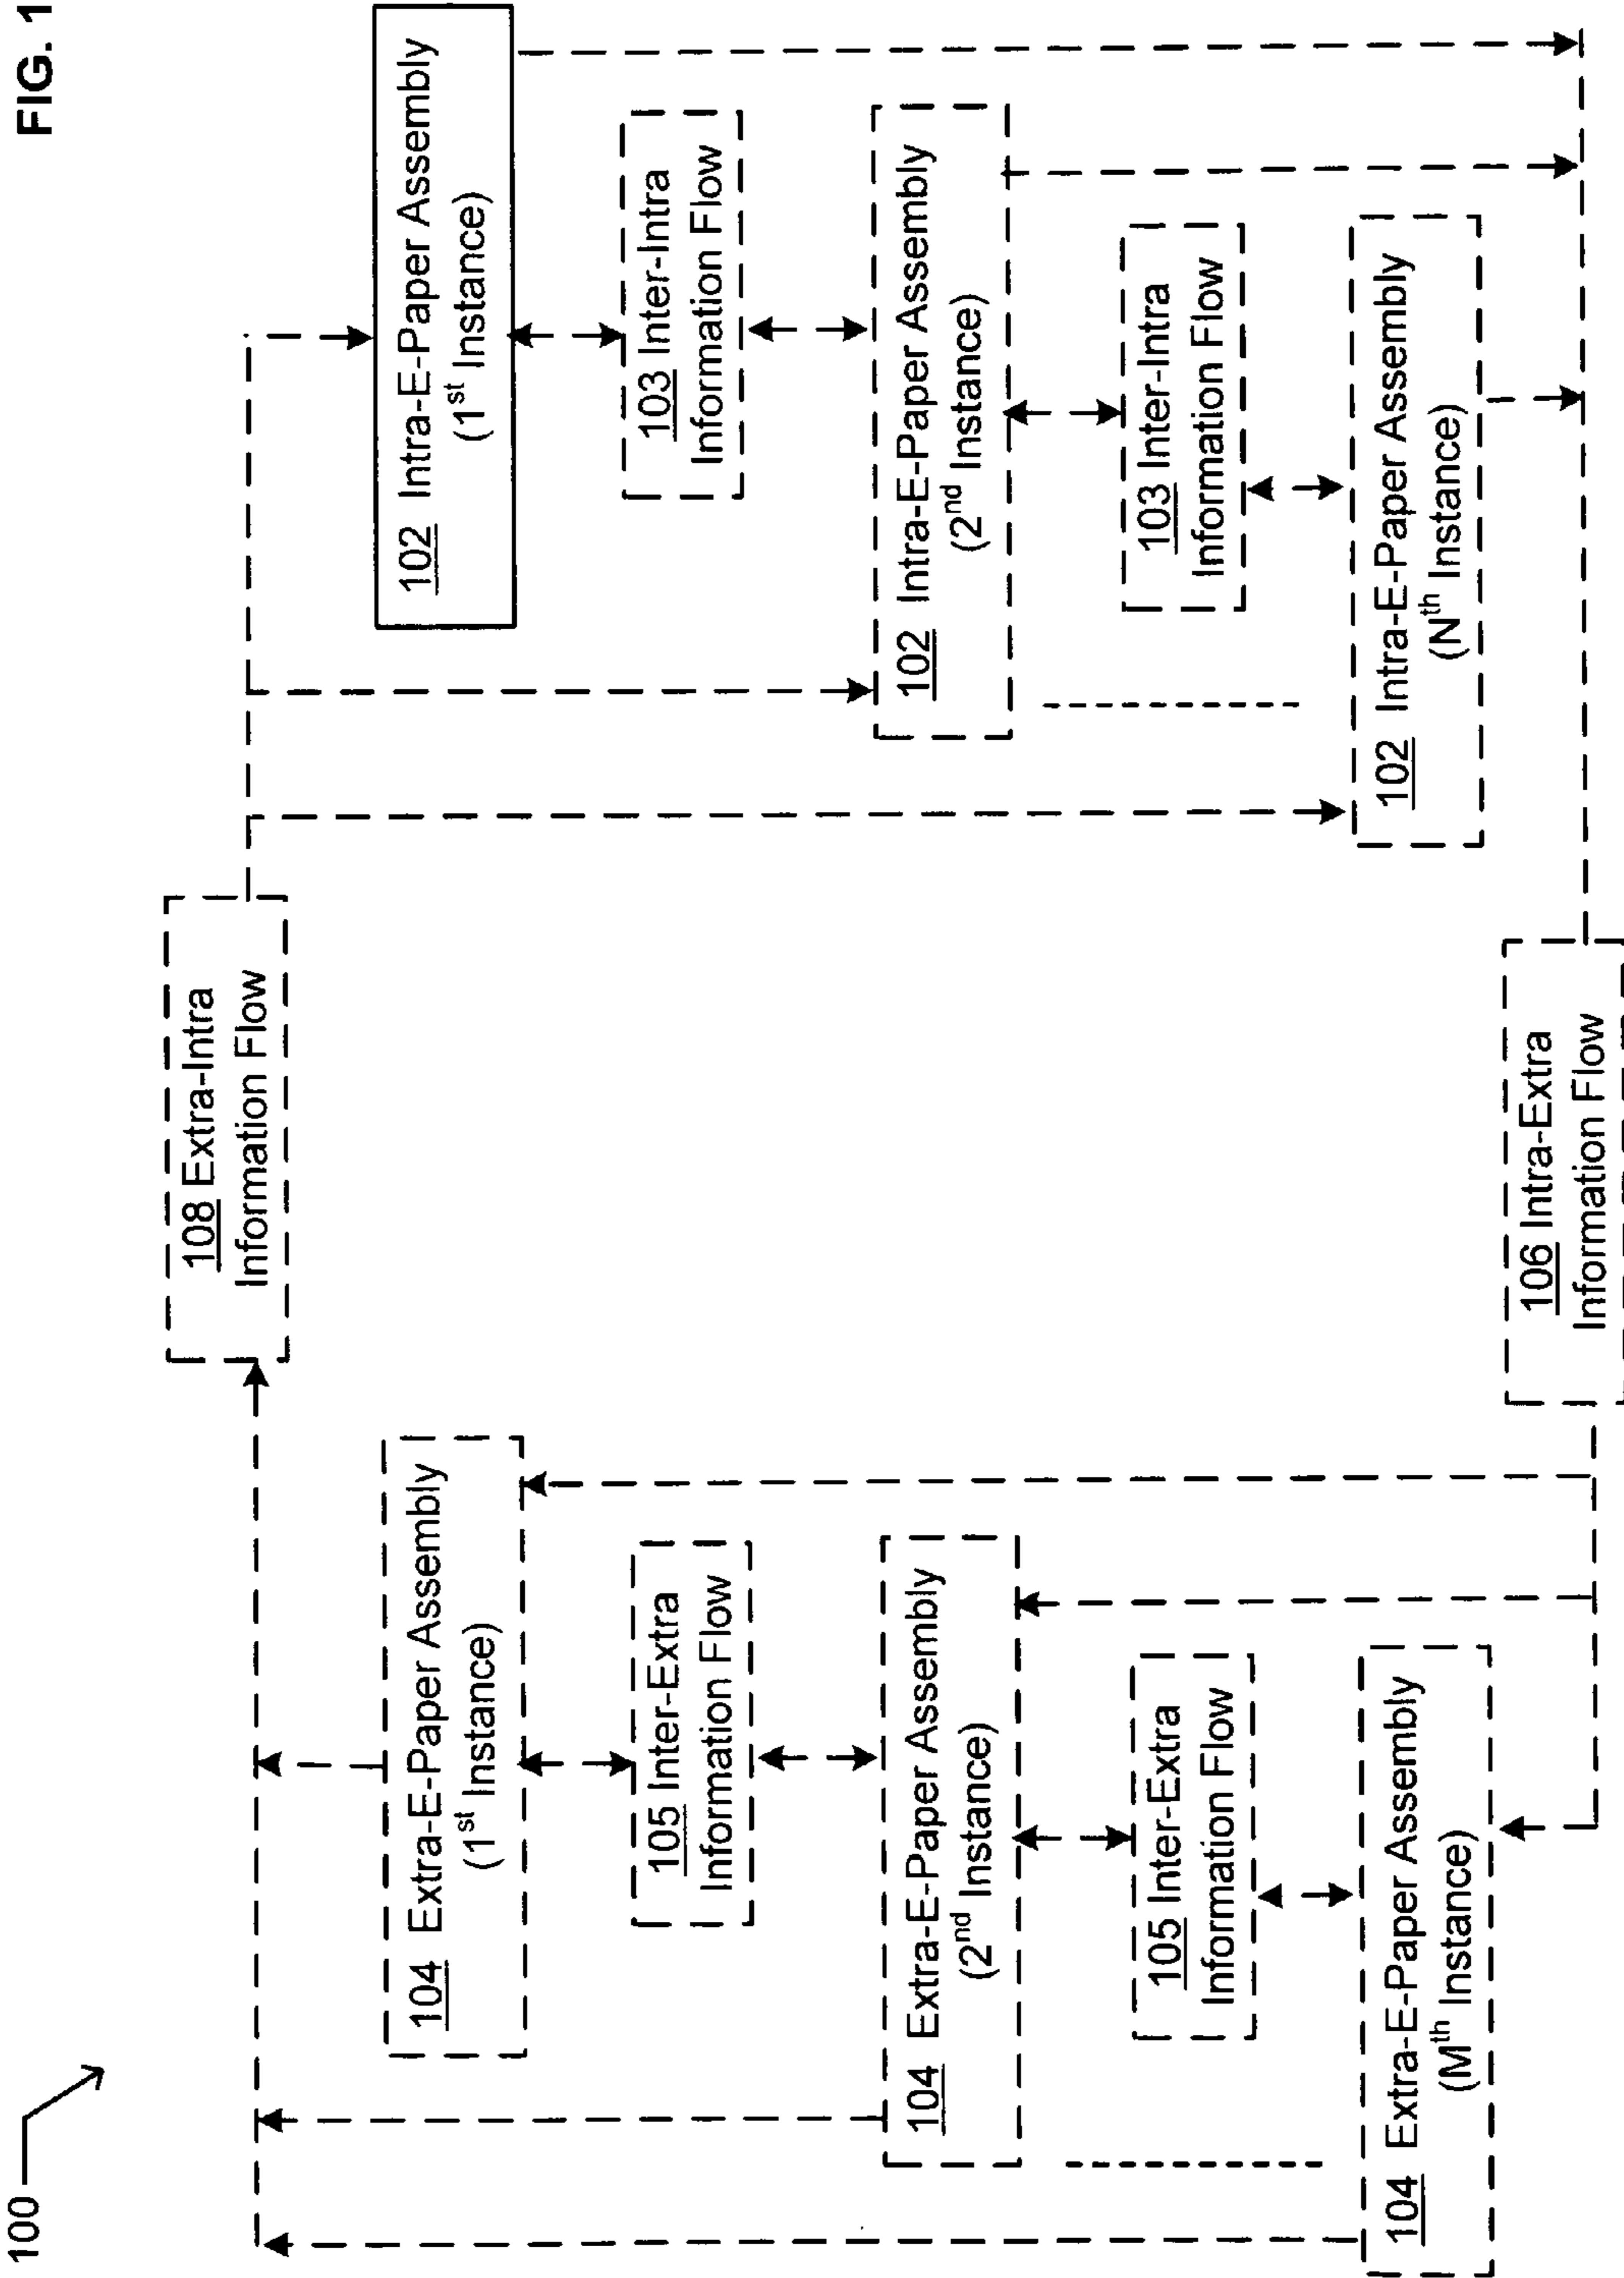 FIG. 1
100
108 Extra-Intra
Information Flow
104 Extra-E-Paper Assembly
(1st Instance)
102 Intra-E-Paper Assembly
(1st Instance)
105 Inter-Extra
Information Flow
103 Inter-Intra
Information Flow
104 Extra-E-Paper Assembly
(2nd Instance)
102 Intra-E-Paper Assembly
(2nd Instance)
105 Inter-Extra
Information Flow
103 Inter-Intra
Information Flow
104 Extra-E-Paper Assembly
(Mth Instance)
102 Intra-E-Paper Assembly
(Nth Instance)
106 Intra-Extra
Information Flow